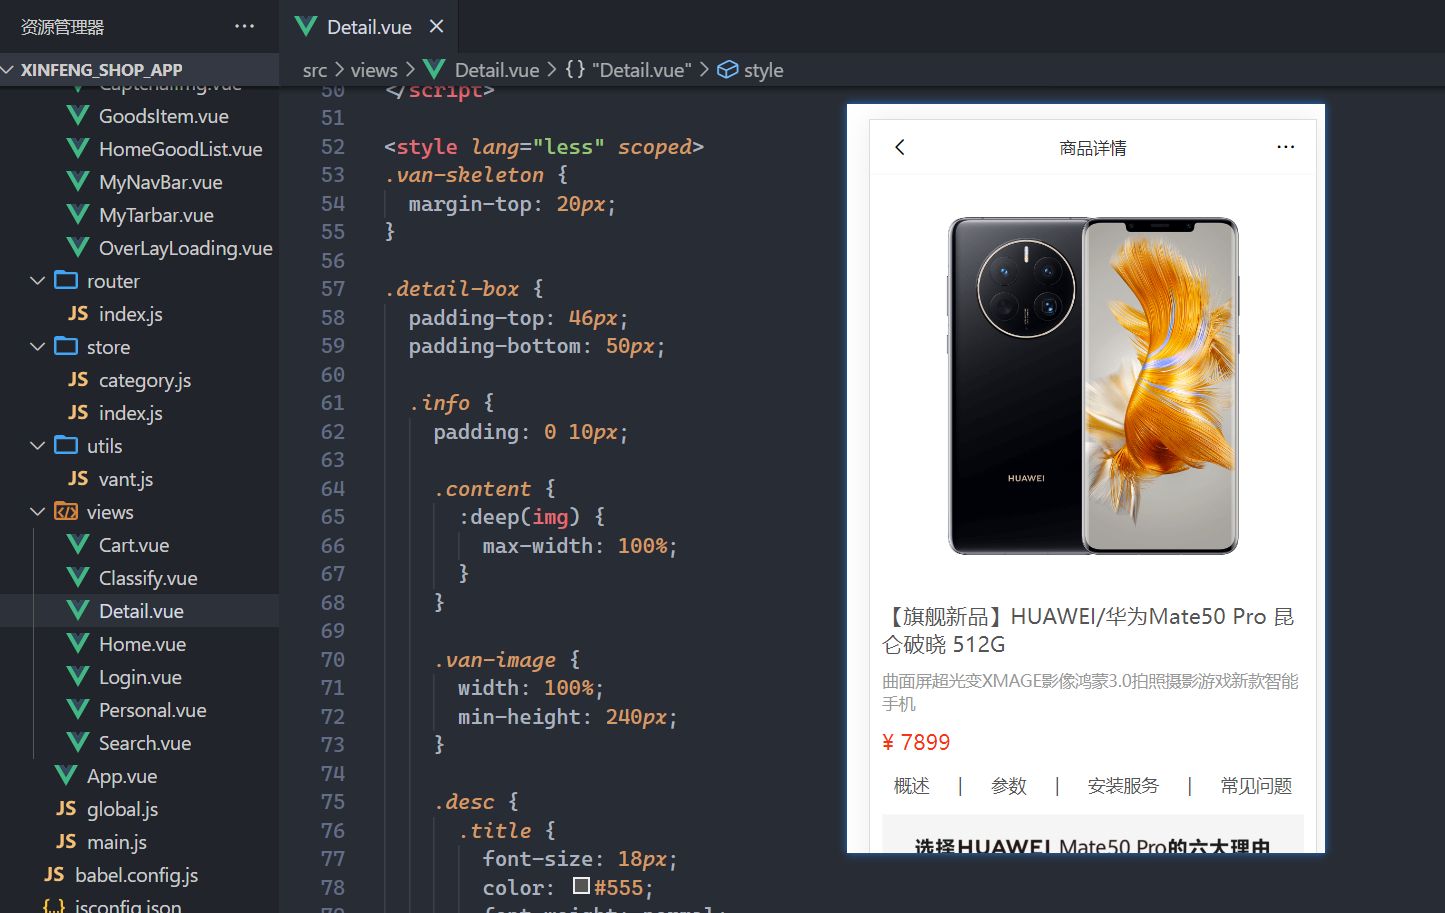 资源管理器
···
XINFENG_SHOP_APP
CaptchaImg.vue
GoodsItem.vue
HomeGoodList.vue
MyNavBar.vue
MyTarbar.vue
OverLayLoading.vue
router
JS index.js
store
JS category.js
JS index.js
utils
JS vant.js
views
Cart.vue
Classify.vue
Detail.vue
Home.vue
Login.vue
Personal.vue
Search.vue
App.vue
JS global.js
JS main.js
JS babel.config.js
{..} jsconfig.json
Detail.vue
src > views > Detail.vue > {} "Detail.vue" > style
50 </script>
51
52 <style lang="less" scoped>
53 .van-skeleton {
54 margin-top: 20px;
55 }
56
57 .detail-box {
58 padding-top: 46px;
59 padding-bottom: 50px;
60
61 .info {
62 padding: 0 10px;
63
64 .content {
65 :deep(img) {
66 max-width: 100%;
67 }
68 }
69
70 .van-image {
71 width: 100%;
72 min-height: 240px;
73 }
74
75 .desc {
76 .title {
77 font-size: 18px;
78 color: #555;
79 font-weight: normal;
商品详情
···
HUAWEI
【旗舰新品】HUAWEI/华为Mate50 Pro 昆
仑破晓 512G
曲面屏超光变XMAGE影像鸿蒙3.0拍照摄影游戏新款智能
手机
¥ 7899
概述 | 参数 | 安装服务 | 常见问题
选择HUAWEI Mate50 Pro的六大理由